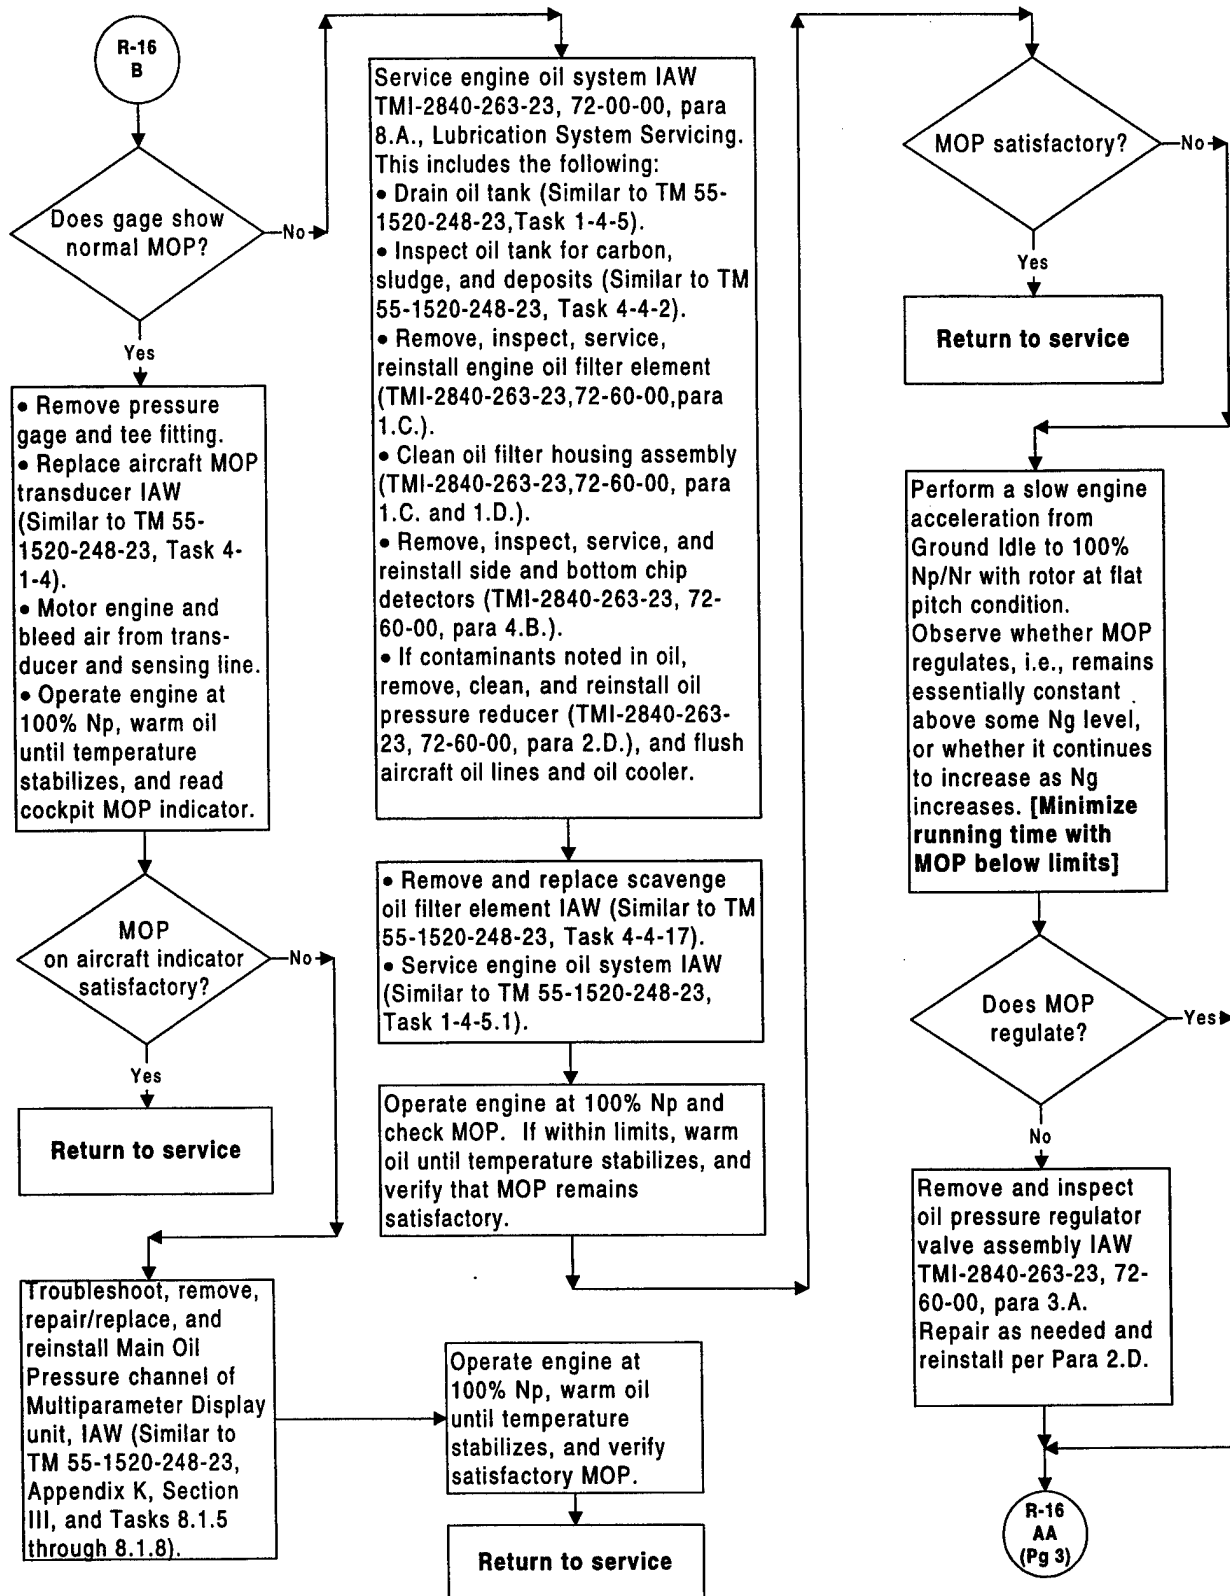 R-16
B
Does gage show
normal MOP?
No
Yes
• Remove pressure
gage and tee fitting.
• Replace aircraft MOP
transducer IAW
(Similar to TM 55-
1520-248-23, Task 4-
1-4).
• Motor engine and
bleed air from trans-
ducer and sensing line.
• Operate engine at
100% Np, warm oil
until temperature
stabilizes, and read
cockpit MOP indicator.
MOP
on aircraft indicator
satisfactory?
No
Yes
Return to service
Troubleshoot, remove,
repair/replace, and
reinstall Main Oil
Pressure channel of
Multiparameter Display
unit, IAW (Similar to
TM 55-1520-248-23,
Appendix K, Section
III, and Tasks 8.1.5
through 8.1.8).
Service engine oil system IAW
TMI-2840-263-23, 72-00-00, para
8.A., Lubrication System Servicing.
This includes the following:
• Drain oil tank (Similar to TM 55-
1520-248-23,Task 1-4-5).
• Inspect oil tank for carbon,
sludge, and deposits (Similar to TM
55-1520-248-23, Task 4-4-2).
• Remove, inspect, service,
reinstall engine oil filter element
(TMI-2840-263-23,72-60-00,para
1.C.).
• Clean oil filter housing assembly
(TMI-2840-263-23,72-60-00, para
1.C. and 1.D.).
• Remove, inspect, service, and
reinstall side and bottom chip
detectors (TMI-2840-263-23, 72-
60-00, para 4.B.).
• If contaminants noted in oil,
remove, clean, and reinstall oil
pressure reducer (TMI-2840-263-
23, 72-60-00, para 2.D.), and flush
aircraft oil lines and oil cooler.
• Remove and replace scavenge
oil filter element IAW (Similar to TM
55-1520-248-23, Task 4-4-17).
• Service engine oil system IAW
(Similar to TM 55-1520-248-23,
Task 1-4-5.1).
Operate engine at 100% Np and
check MOP. If within limits, warm
oil until temperature stabilizes, and
verify that MOP remains
satisfactory.
Operate engine at
100% Np, warm oil
until temperature
stabilizes, and verify
satisfactory MOP.
Return to service
MOP satisfactory?
No
Yes
Return to service
Perform a slow engine
acceleration from
Ground Idle to 100%
Np/Nr with rotor at flat
pitch condition.
Observe whether MOP
regulates, i.e., remains
essentially constant
above some Ng level,
or whether it continues
to increase as Ng
increases. [Minimize
running time with
MOP below limits]
Does MOP
regulate?
Yes
No
Remove and inspect
oil pressure regulator
valve assembly IAW
TMI-2840-263-23, 72-
60-00, para 3.A.
Repair as needed and
reinstall per Para 2.D.
R-16
AA
(Pg 3)